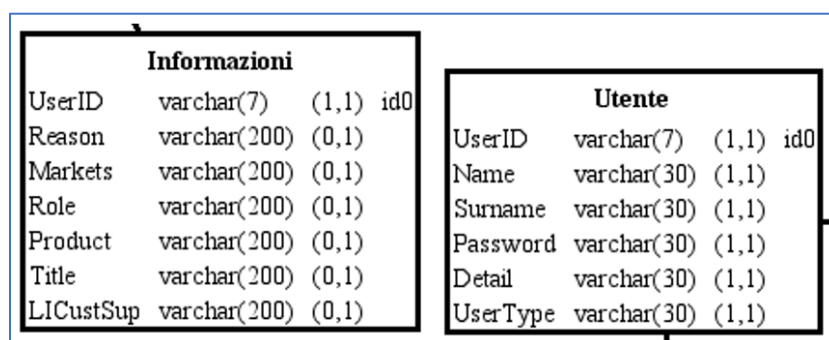 Informazioni
UserID varchar(7) (1,1) id0
Reason varchar(200) (0,1)
Markets varchar(200) (0,1)
Role varchar(200) (0,1)
Product varchar(200) (0,1)
Title varchar(200) (0,1)
LICustSup varchar(200) (0,1)
Utente
UserID varchar(7) (1,1) id0
Name varchar(30) (1,1)
Surname varchar(30) (1,1)
Password varchar(30) (1,1)
Detail varchar(30) (1,1)
UserType varchar(30) (1,1)